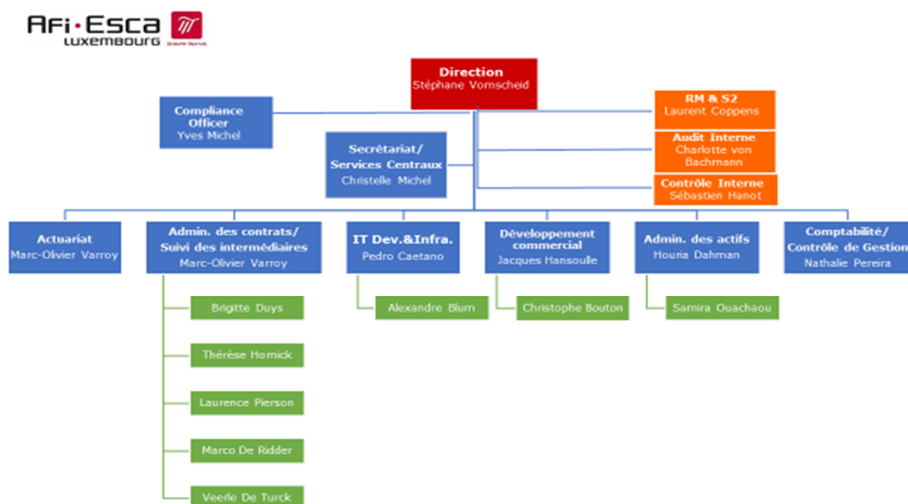 AFi·ESCA
LUXEMBOURG
Direction
Stéphane Vomscheid
Compliance
Officer
Yves Michel
RM & S2
Laurent Coppens
Audit Interne
Charlotte von
Bachmann
Secrétariat/
Services Centraux
Christelle Michel
Contrôle Interne
Sébastien Hanot
Actuariat
Marc-Olivier Varroy
Admin. des contrats/
Suivi des intermédiaires
Marc-Olivier Varroy
IT Dev.&Infra.
Pedro Caetano
Développement
commercial
Jacques Hansoulle
Admin. des actifs
Houria Dahman
Comptabilité/
Contrôle de Gestion
Nathalie Pereira
Brigitte Duys
Alexandre Blum
Christophe Bouton
Samira Ouachaou
Thérèse Hornick
Laurence Pierson
Marco De Ridder
Veerle De Turck